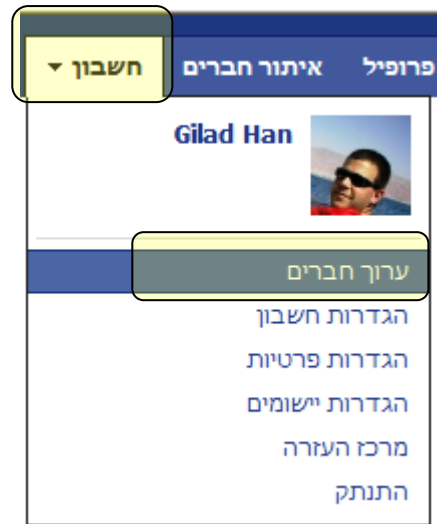 פרופיל איתור חברים חשבון
Gilad Han
ערוך חברים
הגדרות חשבון
הגדרות פרטיות
הגדרות יישומים
מרכז העזרה
התנתק